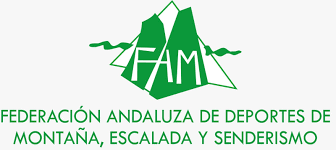 FAM
FEDERACIÓN ANDALUZA DE DEPORTES DE
MONTAÑA, ESCALADA Y SENDERISMO